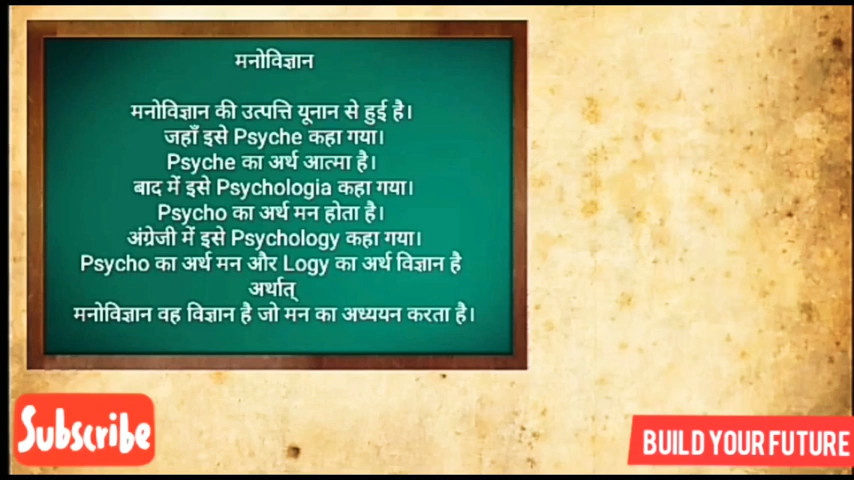 मनोविज्ञान
मनोविज्ञान की उत्पत्ति यूनान से हुई है।
जहाँ इसे Psyche कहा गया।
Psyche का अर्थ आत्मा है।
बाद में इसे Psychologia कहा गया।
Psycho का अर्थ मन होता है।
अंग्रेजी में इसे Psychology कहा गया।
Psycho का अर्थ मन और Logy का अर्थ विज्ञान है
अर्थात्
मनोविज्ञान वह विज्ञान है जो मन का अध्ययन करता है।
Subscribe
BUILD YOUR FUTURE